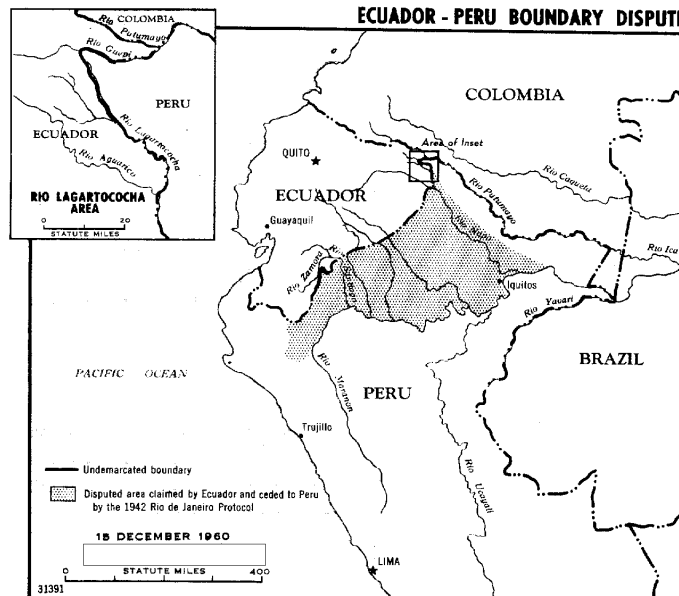 ECUADOR - PERU BOUNDARY DISPUTE
COLOMBIA
Rio Putumayo
Rio Guepi
PERU
ECUADOR
Rio Lagartococha
Rio Aguarico
RIO LAGARTOCOCHA
AREA
0 20
STATUTE MILES
COLOMBIA
Area of Inset
QUITO
Rio Caqueta
ECUADOR
Rio Putumayo
Guayaquil
Rio Napo
Rio Ica
Rio Zamora
Rio Santiago
Iquitos
Rio Yavari
BRAZIL
PACIFIC OCEAN
PERU
Rio Maranon
Trujillo
Rio Ucayali
Undemarcated boundary
Disputed area claimed by Ecuador and ceded to Peru
by the 1942 Rio de Janeiro Protocol
15 DECEMBER 1960
0 400
STATUTE MILES
LIMA
31391